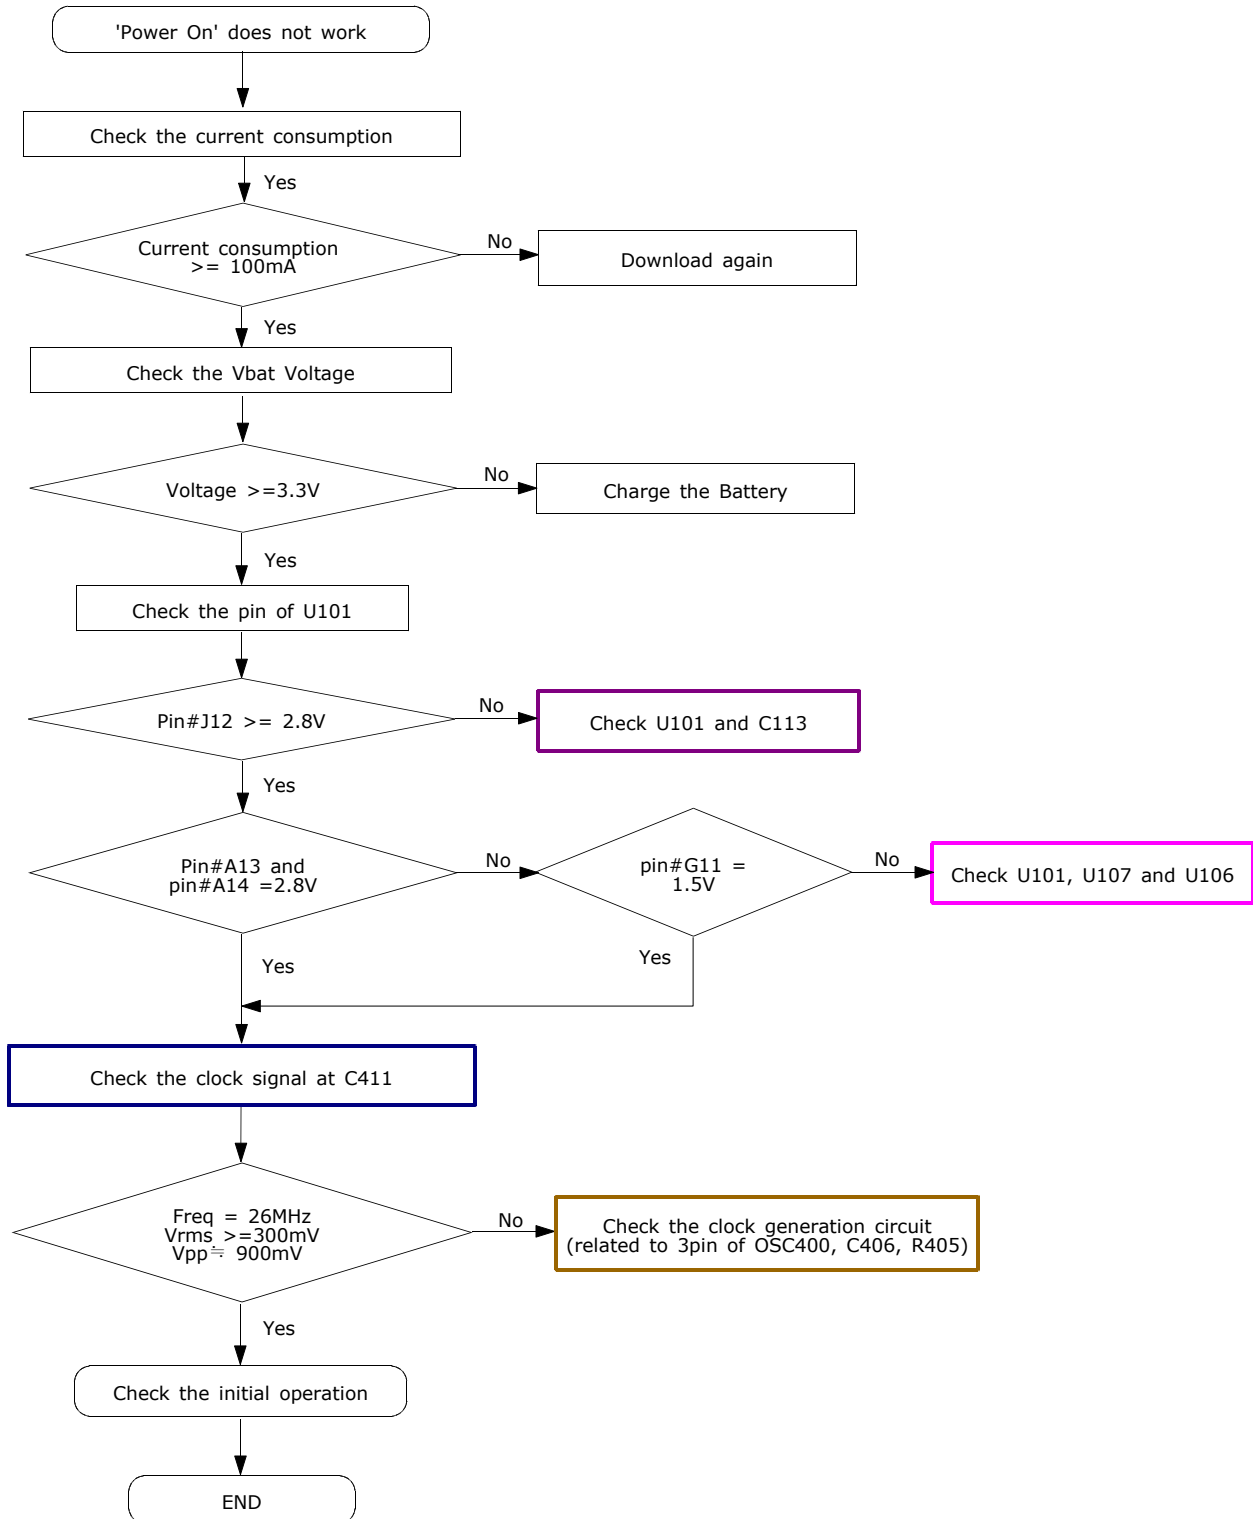 'Power On' does not work
Check the current consumption
Yes
Current consumption
>= 100mA
No
Download again
Yes
Check the Vbat Voltage
Voltage >=3.3V
No
Charge the Battery
Yes
Check the pin of U101
Pin#J12 >= 2.8V
No
Check U101 and C113
Yes
Pin#A13 and
pin#A14 =2.8V
No
pin#G11 =
1.5V
No
Check U101, U107 and U106
Yes
Yes
Check the clock signal at C411
Freq = 26MHz
Vrms >=300mV
Vpp≒ 900mV
No
Check the clock generation circuit
(related to 3pin of OSC400, C406, R405)
Yes
Check the initial operation
END